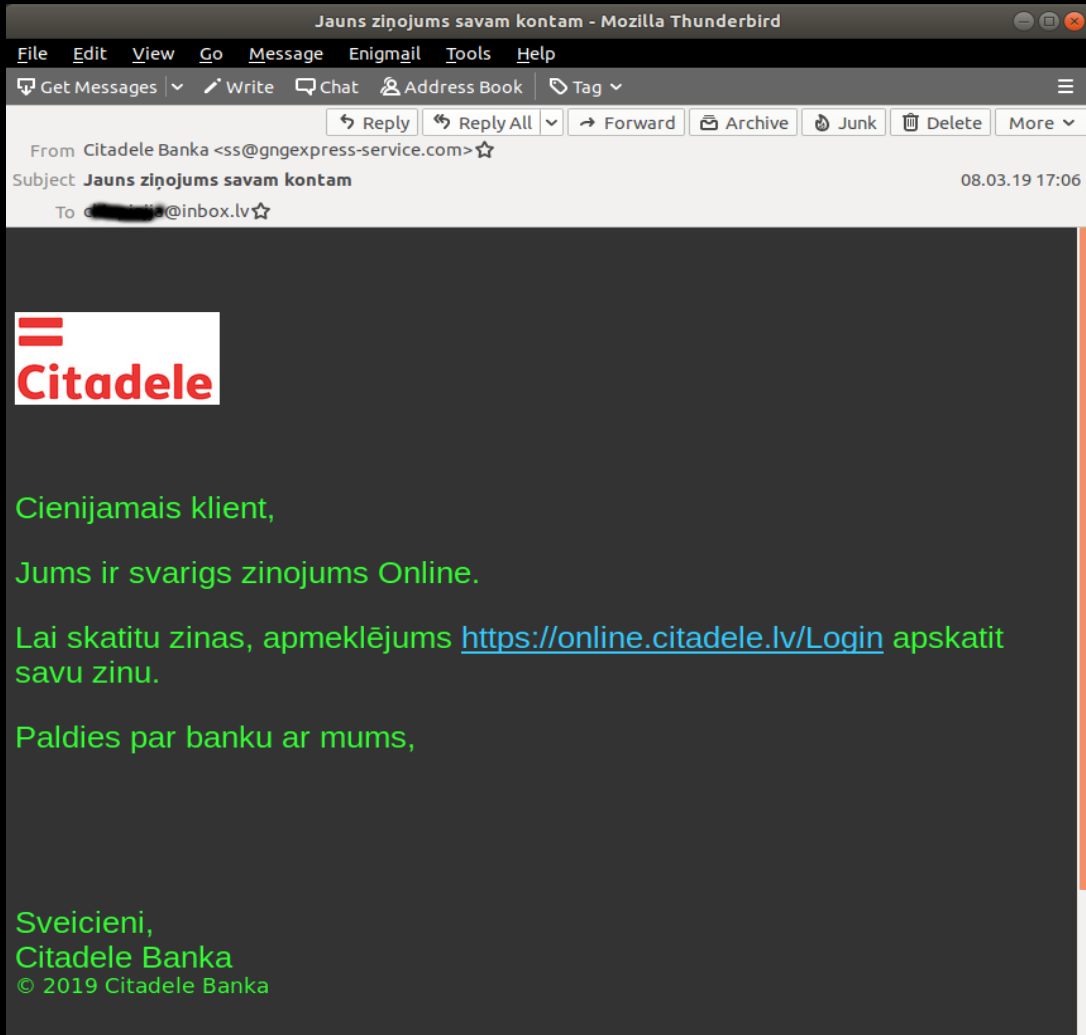 Jauns ziņojums savam kontam - Mozilla Thunderbird
File Edit View Go Message Enigmail Tools Help
Get Messages Write Chat Address Book Tag
Reply Reply All Forward Archive Junk Delete More
From Citadele Banka <ss@gngexpress-service.com>
Subject Jauns ziņojums savam kontam 08.03.19 17:06
To @inbox.lv
Citadele
Cienijamais klient,
Jums ir svarigs zinojums Online.
Lai skatitu zinas, apmeklējums https://online.citadele.lv/Login apskatit
savu zinu.
Paldies par banku ar mums,
Sveicieni,
Citadele Banka
© 2019 Citadele Banka